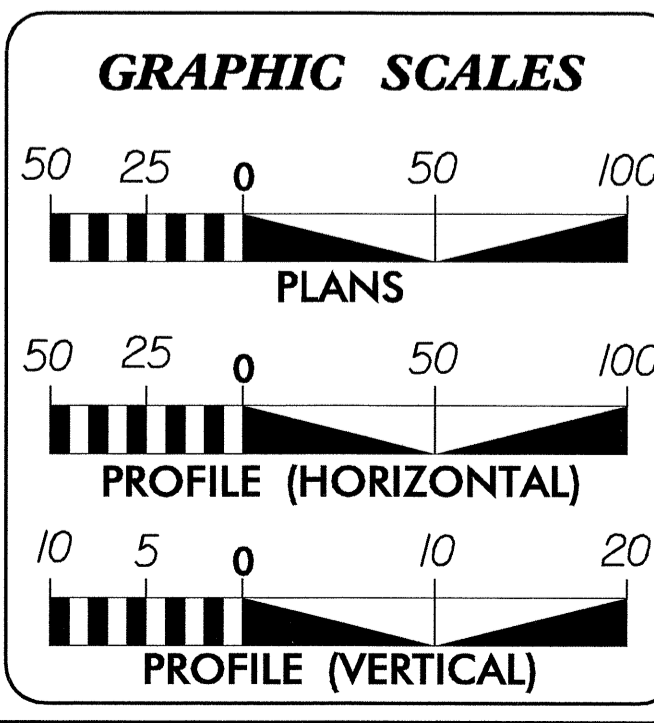 GRAPHIC SCALES
50 25 0 50 100
PLANS
50 25 0 50 100
PROFILE (HORIZONTAL)
10 5 0 10 20
PROFILE (VERTICAL)